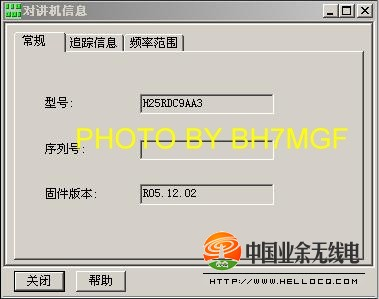 对讲机信息
常规 追踪信息 频率范围
型号: H25RDC9AA3
PHOTO BY BH7MGF
序列号:
固件版本: R05.12.02
中国业余无线电
HTTP://WWW.HELLOCQ.COM
关闭 帮助